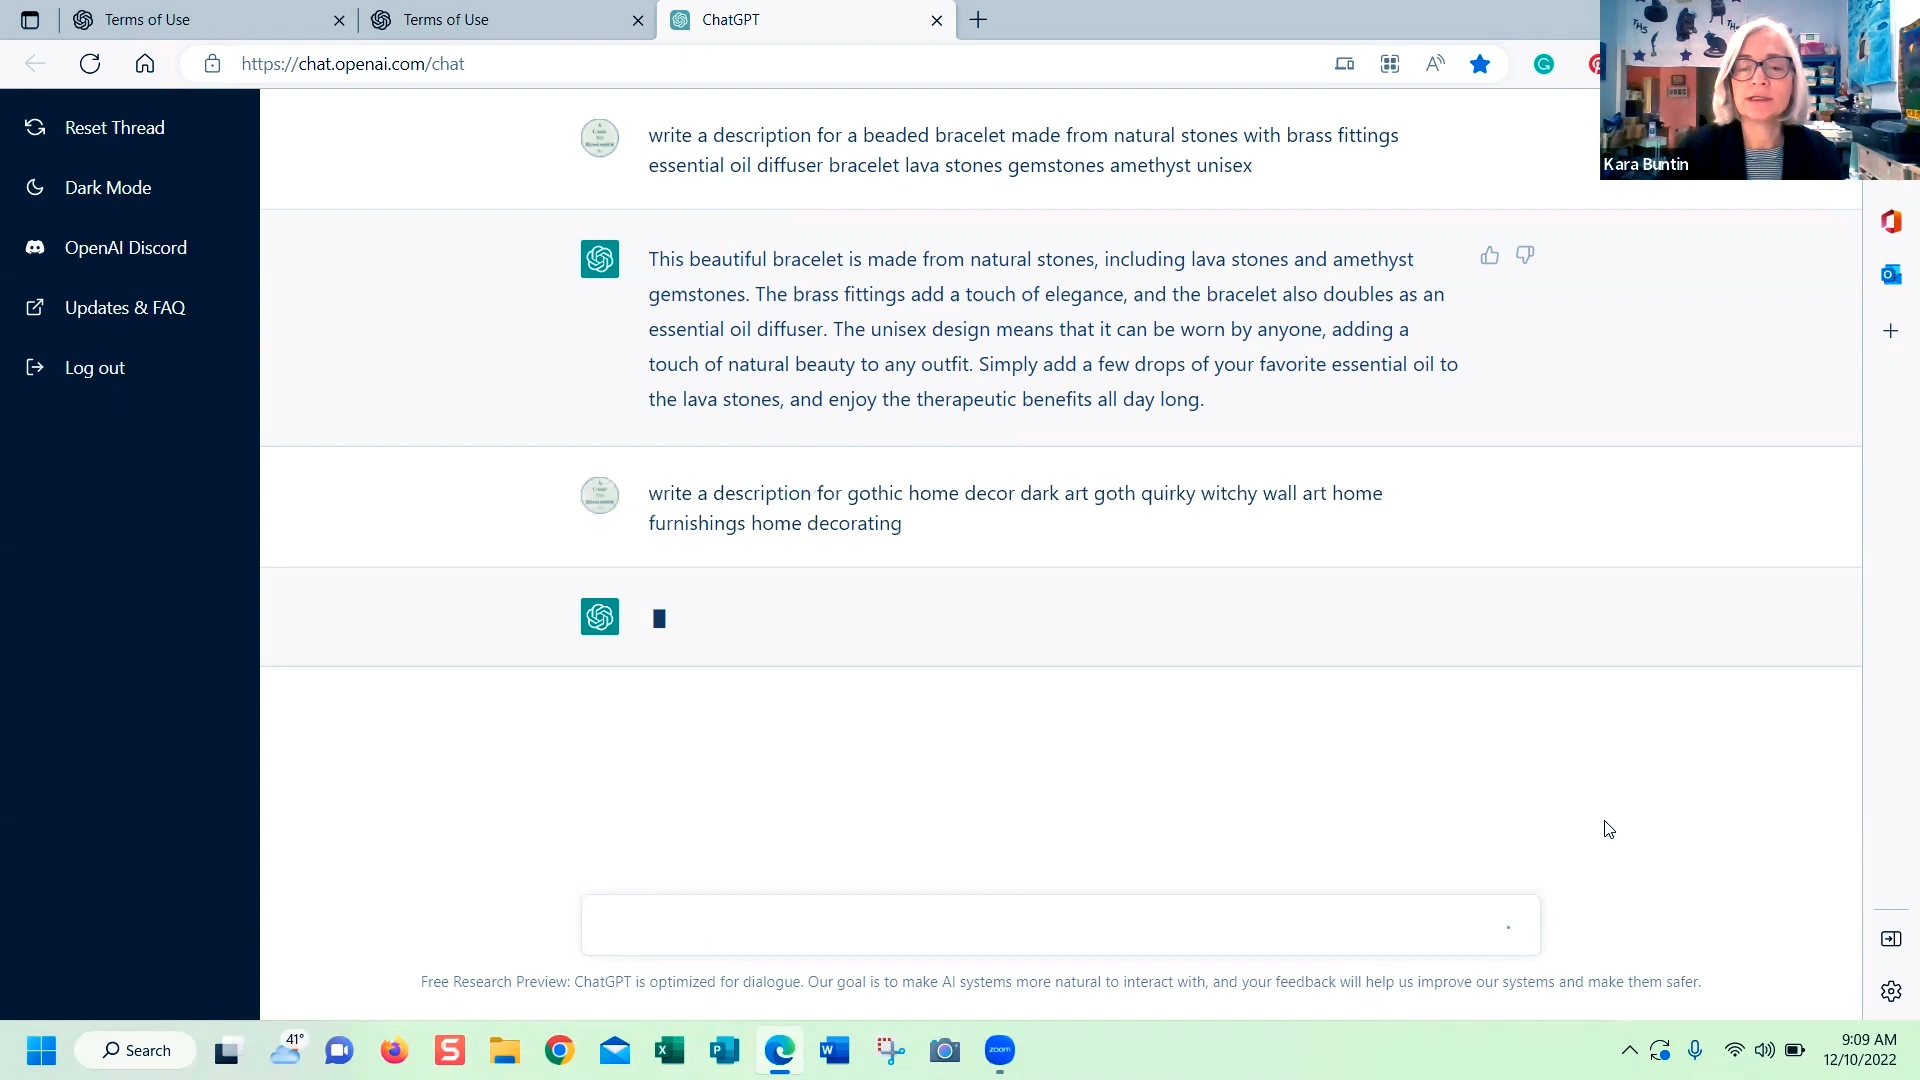 Terms of Use
Terms of Use
ChatGPT
https://chat.openai.com/chat
Kara Buntin
Reset Thread
Dark Mode
OpenAI Discord
Updates & FAQ
Log out
write a description for a beaded bracelet made from natural stones with brass fittings
essential oil diffuser bracelet lava stones gemstones amethyst unisex
This beautiful bracelet is made from natural stones, including lava stones and amethyst
gemstones. The brass fittings add a touch of elegance, and the bracelet also doubles as an
essential oil diffuser. The unisex design means that it can be worn by anyone, adding a
touch of natural beauty to any outfit. Simply add a few drops of your favorite essential oil to
the lava stones, and enjoy the therapeutic benefits all day long.
write a description for gothic home decor dark art goth quirky witchy wall art home
furnishings home decorating
Free Research Preview: ChatGPT is optimized for dialogue. Our goal is to make AI systems more natural to interact with, and your feedback will help us improve our systems and make them safer.
Search
41°
zoom
9:09 AM
12/10/2022